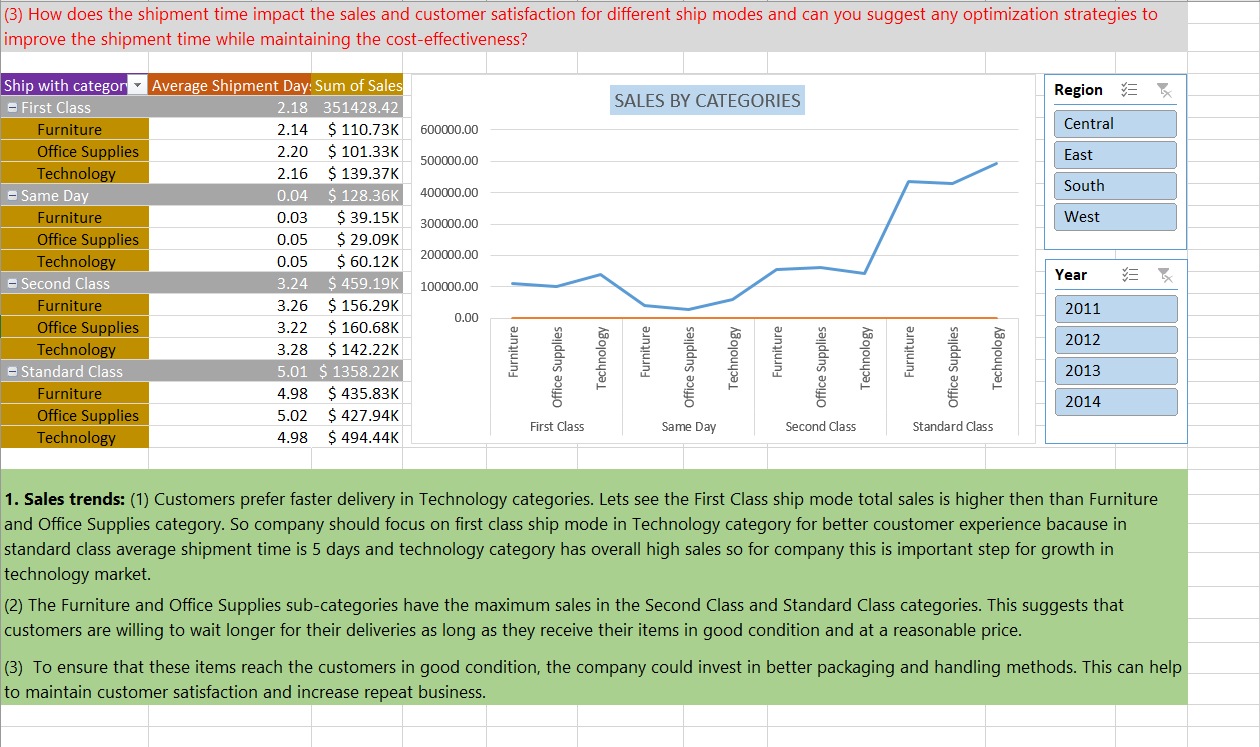 (3) How does the shipment time impact the sales and customer satisfaction for different ship modes and can you suggest any optimization strategies to
improve the shipment time while maintaining the cost-effectiveness?
Ship with categor Average Shipment Day Sum of Sales
First Class 2.18 351428.42
Furniture 2.14 $ 110.73K
Office Supplies 2.20 $ 101.33K
Technology 2.16 $ 139.37K
Same Day 0.04 $ 128.36K
Furniture 0.03 $ 39.15K
Office Supplies 0.05 $ 29.09K
Technology 0.05 $ 60.12K
Second Class 3.24 $ 459.19K
Furniture 3.26 $ 156.29K
Office Supplies 3.22 $ 160.68K
Technology 3.28 $ 142.22K
Standard Class 5.01 $ 1358.22K
Furniture 4.98 $ 435.83K
Office Supplies 5.02 $ 427.94K
Technology 4.98 $ 494.44K
SALES BY CATEGORIES
600000.00
500000.00
400000.00
300000.00
200000.00
100000.00
0.00
Furniture
Office Supplies
Technology
Furniture
Office Supplies
Technology
Furniture
Office Supplies
Technology
Furniture
Office Supplies
Technology
First Class Same Day Second Class Standard Class
Region
Central
East
South
West
Year
2011
2012
2013
2014
1. Sales trends: (1) Customers prefer faster delivery in Technology categories. Lets see the First Class ship mode total sales is higher then than Furniture
and Office Supplies category. So company should focus on first class ship mode in Technology category for better coustomer experience bacause in
standard class average shipment time is 5 days and technology category has overall high sales so for company this is important step for growth in
technology market.
(2) The Furniture and Office Supplies sub-categories have the maximum sales in the Second Class and Standard Class categories. This suggests that
customers are willing to wait longer for their deliveries as long as they receive their items in good condition and at a reasonable price.
(3) To ensure that these items reach the customers in good condition, the company could invest in better packaging and handling methods. This can help
to maintain customer satisfaction and increase repeat business.